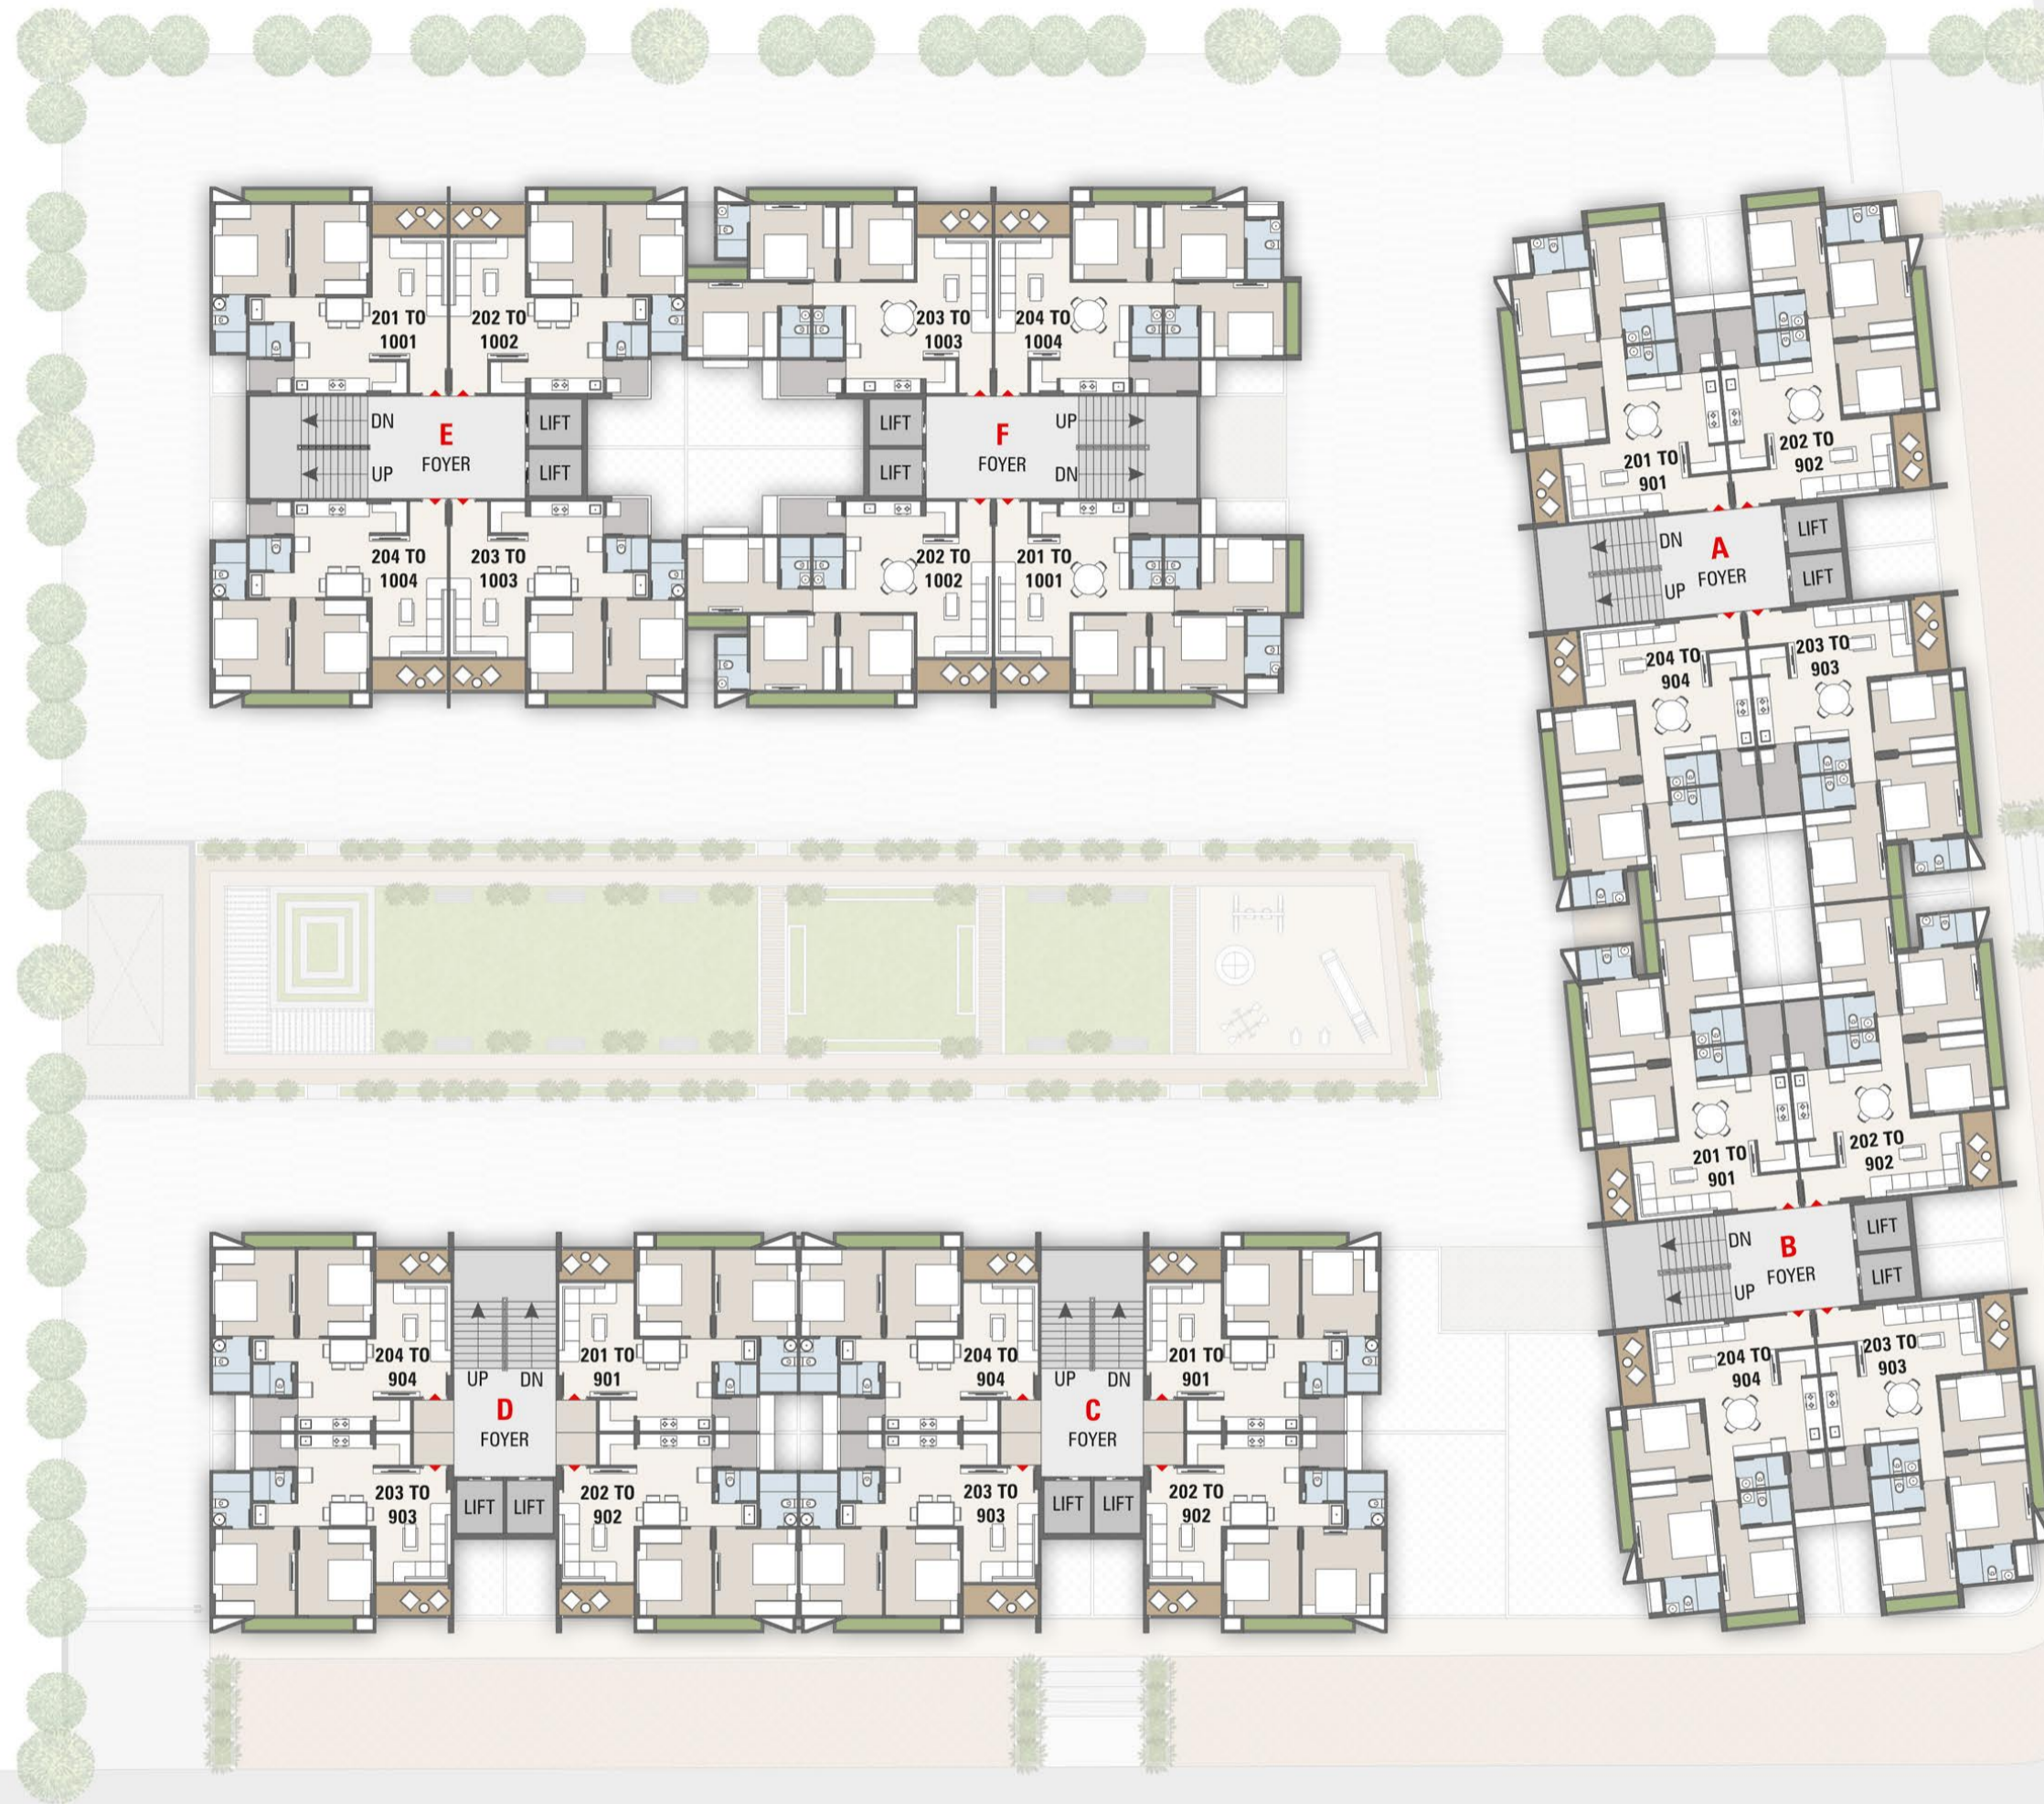 201 TO
1001
202 TO
1002
203 TO
1003
204 TO
1004
DN
UP
E
FOYER
LIFT
LIFT
LIFT
LIFT
F
FOYER
UP
DN
204 TO
1004
203 TO
1003
202 TO
1002
201 TO
1001
201 TO
901
202 TO
902
DN
UP
A
FOYER
LIFT
LIFT
204 TO
904
203 TO
903
201 TO
901
202 TO
902
DN
UP
B
FOYER
LIFT
LIFT
204 TO
904
203 TO
903
204 TO
904
UP DN
201 TO
901
D
FOYER
203 TO
903
LIFT LIFT
202 TO
902
204 TO
904
UP DN
201 TO
901
C
FOYER
203 TO
903
LIFT LIFT
202 TO
902